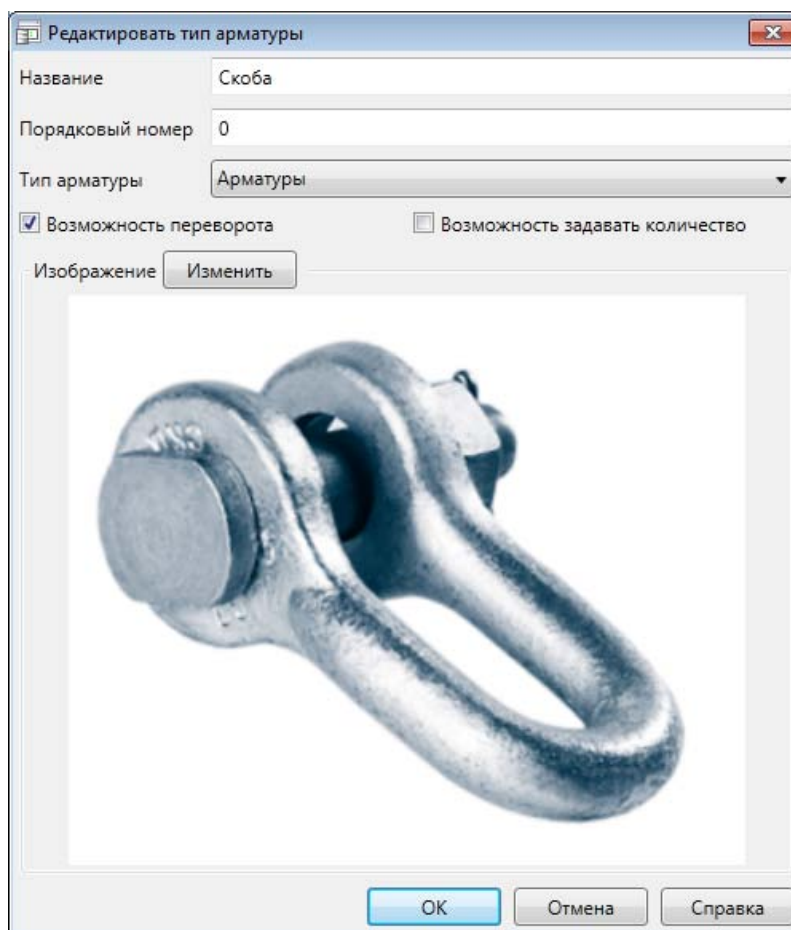 Редактировать тип арматуры
Название Скоба
Порядковый номер 0
Тип арматуры Арматуры
Возможность переворота Возможность задавать количество
Изображение Изменить
ОК Отмена Справка